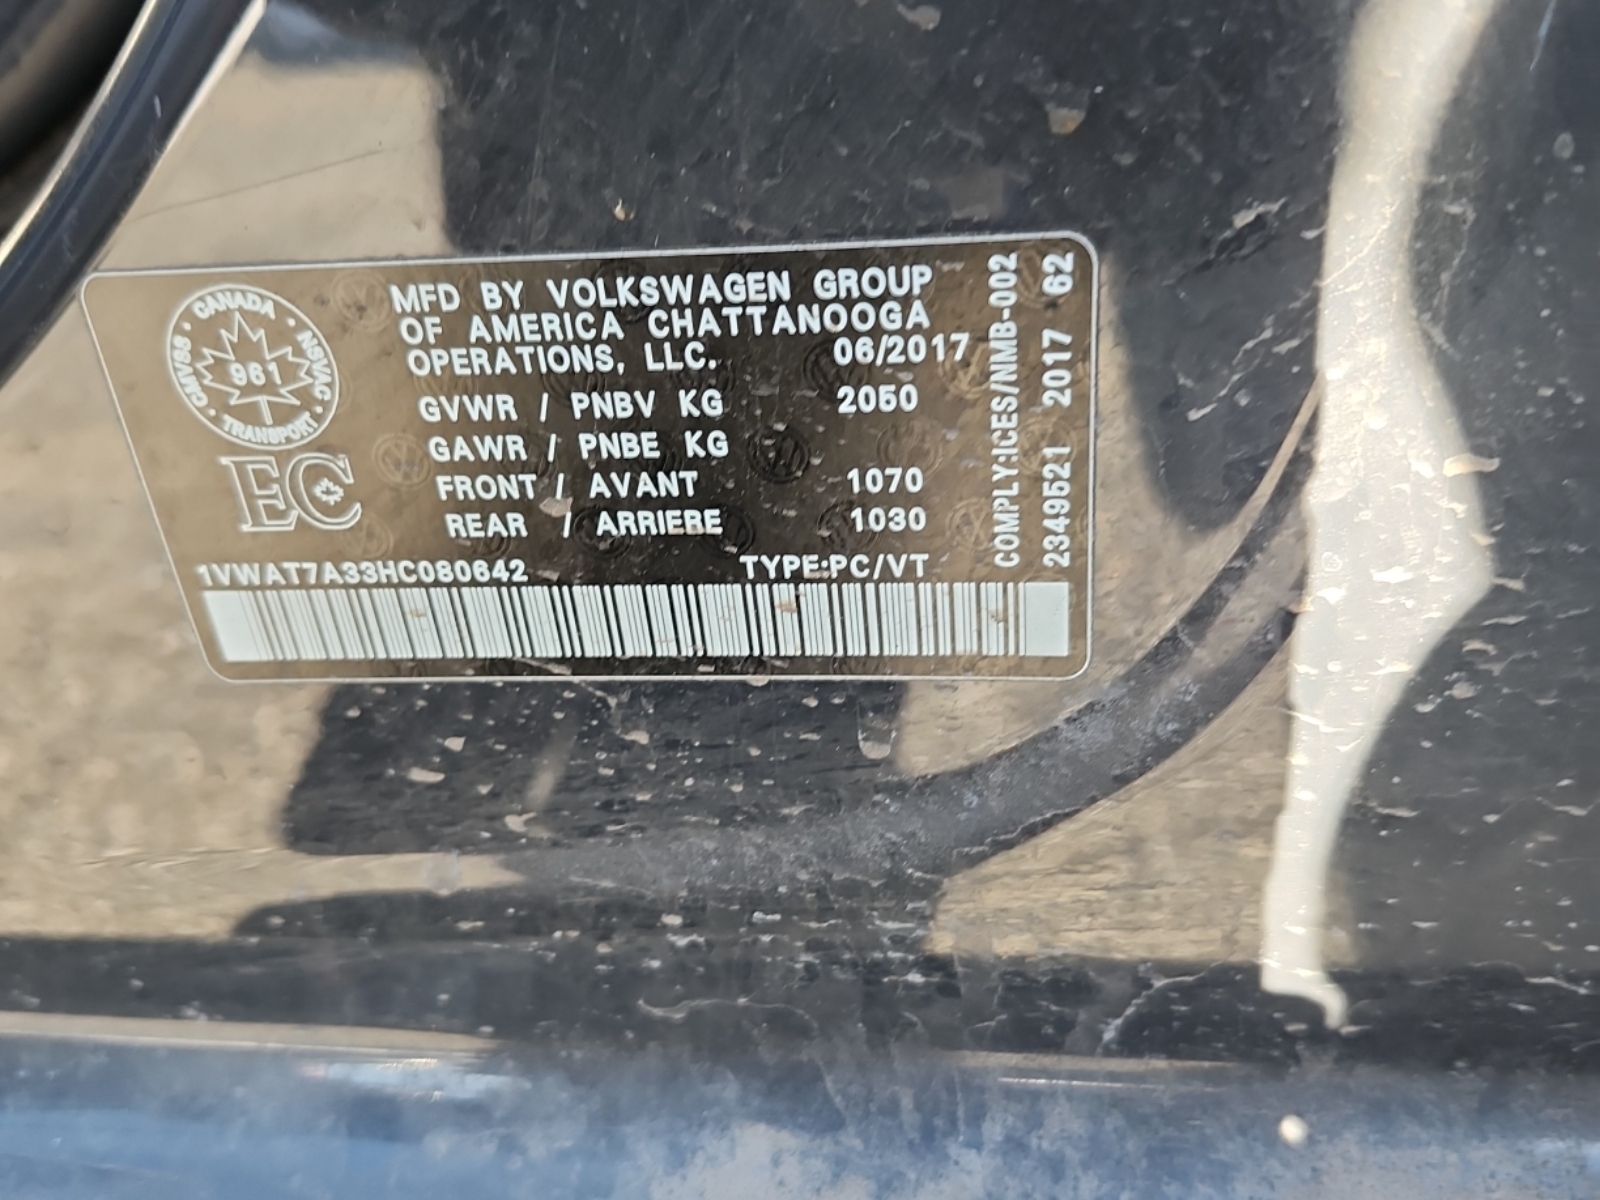 MFD BY VOLKSWAGEN GROUP
OF AMERICA CHATTANOOGA
OPERATIONS, LLC. 06/2017
GVWR / PNBV KG 2050
GAWR / PNBE KG
FRONT / AVANT 1070
REAR / ARRIERE 1030
1VWAT7A33HC080642 TYPE:PC/VT
CANADA
CMVSS · NSVAC
961
TRANSPORT
EC
COMPLY:ICES/NMB-002
2349521 2017 62